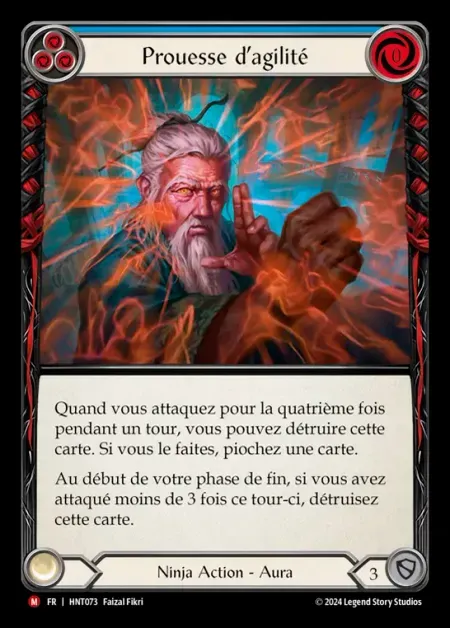 Prouesse d'agilité
0
Quand vous attaquez pour la quatrième fois
pendant un tour, vous pouvez détruire cette
carte. Si vous le faites, piochez une carte.
Au début de votre phase de fin, si vous avez
attaqué moins de 3 fois ce tour-ci, détruisez
cette carte.
Ninja Action - Aura
3
M FR | HNT073 Faizal Fikri
© 2024 Legend Story Studios